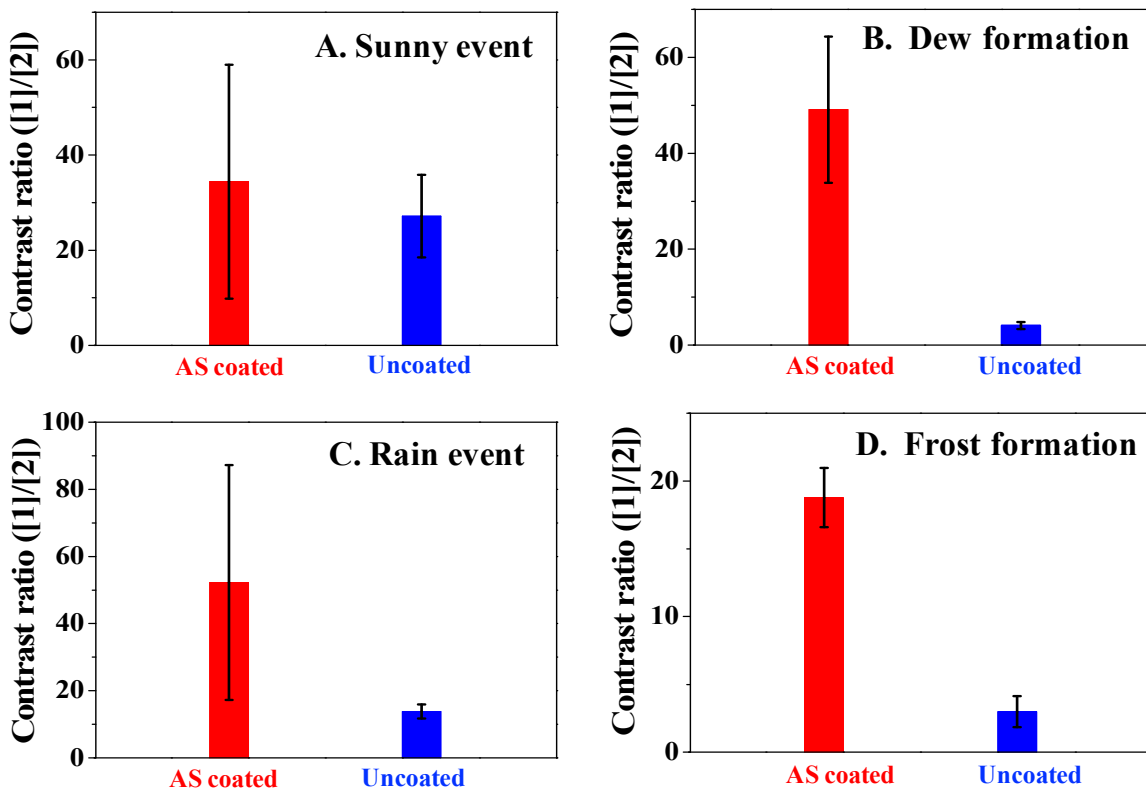 Contrast ratio ([1]/[2])
A. Sunny event
60
40
20
0
AS coated
Uncoated
Contrast ratio ([1]/[2])
B. Dew formation
60
40
20
0
AS coated
Uncoated
Contrast ratio ([1]/[2])
C. Rain event
100
80
60
40
20
0
AS coated
Uncoated
Contrast ratio ([1]/[2])
D. Frost formation
20
10
0
AS coated
Uncoated